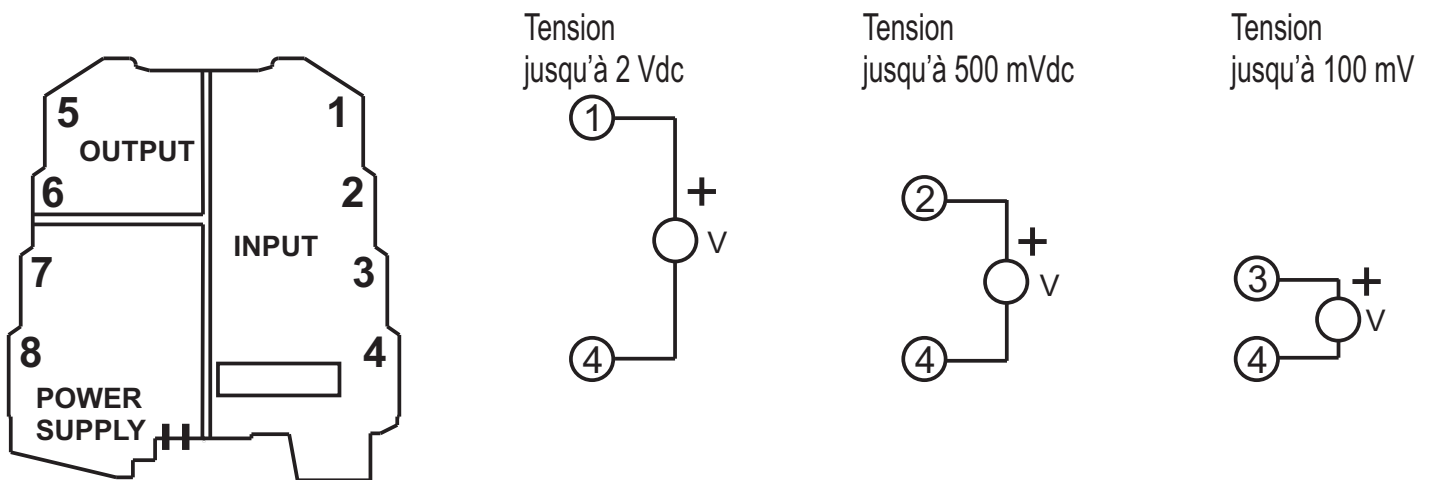 5
OUTPUT
6
7
8
POWER
SUPPLY
1
2
INPUT
3
4
Tension
jusqu'à 2 Vdc
1
+
V
4
Tension
jusqu'à 500 mVdc
2
+
V
4
Tension
jusqu'à 100 mV
3
+
V
4